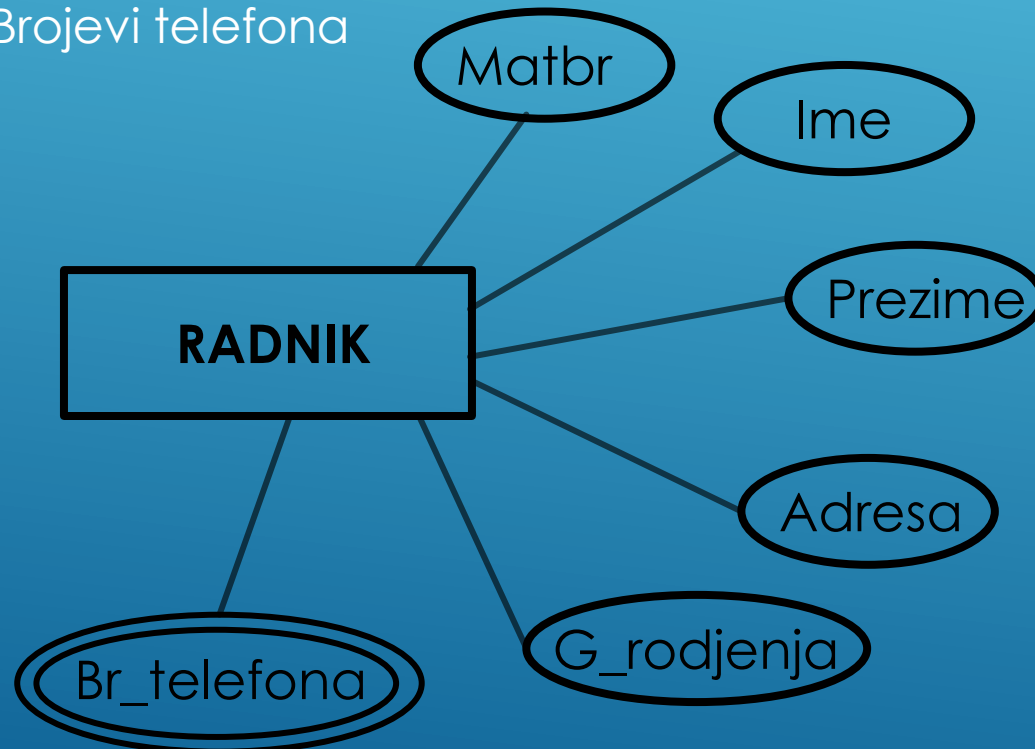 Brojevi telefona
Matbr
Ime
Prezime
RADNIK
Adresa
G_rodjenja
Br_telefona